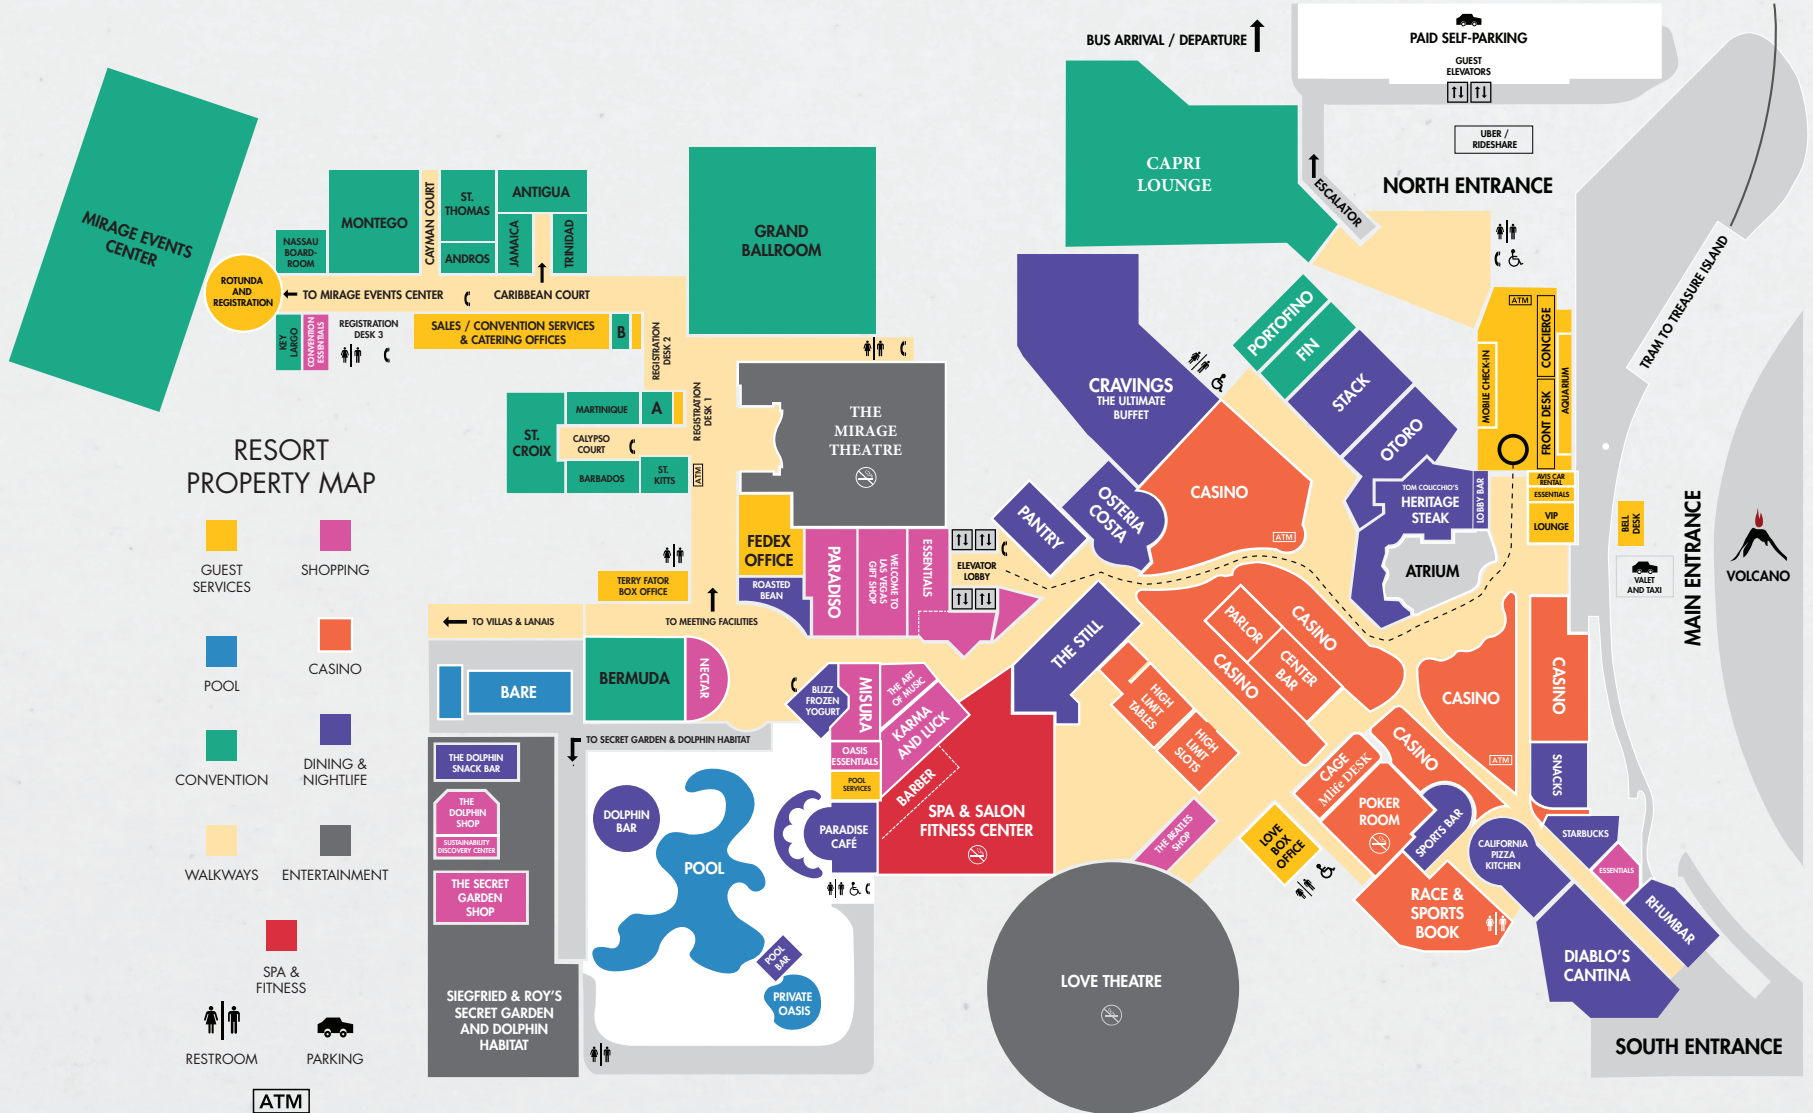 BUS ARRIVAL / DEPARTURE
PAID SELF-PARKING
GUEST
ELEVATORS
UBER /
RIDESHARE
NORTH ENTRANCE
ESCALATOR
CAPRI
LOUNGE
TRAM TO TREASURE ISLAND
MIRAGE EVENTS
CENTER
ROTUNDA
AND
REGISTRATION
NASSAU
BOARD-
ROOM
MONTEGO
CAYMAN COURT
ST.
THOMAS
ANDROS
ANTIGUA
JAMAICA
TRINIDAD
TO MIRAGE EVENTS CENTER
CARIBBEAN COURT
KEY
LARGO
CONVENTION
ESSENTIALS
REGISTRATION
DESK 3
SALES / CONVENTION SERVICES
& CATERING OFFICES
B
REGISTRATION
DESK 2
GRAND
BALLROOM
MARTINIQUE
A
REGISTRATION
DESK 1
ST.
CROIX
CALYPSO
COURT
BARBADOS
ST.
KITTS
ATM
THE
MIRAGE
THEATRE
RESORT
PROPERTY MAP
GUEST
SERVICES
SHOPPING
POOL
CASINO
CONVENTION
DINING &
NIGHTLIFE
WALKWAYS
ENTERTAINMENT
SPA &
FITNESS
RESTROOM
PARKING
ATM
FEDEX
OFFICE
ROASTED
BEAN
PARADISO
WELCOME TO
LAS VEGAS
GIFT SHOP
ESSENTIALS
ELEVATOR
LOBBY
TERRY FATOR
BOX OFFICE
TO VILLAS & LANAIS
TO MEETING FACILITIES
BARE
BERMUDA
NECTAR
TO SECRET GARDEN & DOLPHIN HABITAT
BLIZZ
FROZEN
YOGURT
MISURA
THE ART
OF MUSIC
KARMA
AND LUCK
OASIS
ESSENTIALS
POOL
SERVICES
BARBER
SPA & SALON
FITNESS CENTER
PARADISE
CAFÉ
THE DOLPHIN
SNACK BAR
THE
DOLPHIN
SHOP
SUSTAINABILITY
DISCOVERY CENTER
THE SECRET
GARDEN
SHOP
SIEGFRIED & ROY'S
SECRET GARDEN
AND DOLPHIN
HABITAT
DOLPHIN
BAR
POOL
POOL
BAR
PRIVATE
OASIS
CRAVINGS
THE ULTIMATE
BUFFET
PORTOFINO
FIN
STACK
OTORO
PANTRY
OSTERIA
COSTA
CASINO
ATM
TOM COLICCHIO'S
HERITAGE
STEAK
LOBBY BAR
ATRIUM
ATM
MOBILE CHECK-IN
CONCIERGE
FRONT DESK
AQUARIUM
AVIS CAR
RENTAL
ESSENTIALS
VIP
LOUNGE
BELL
DESK
VALET
AND TAXI
MAIN ENTRANCE
VOLCANO
THE STILL
PARLOR
CASINO
CENTER
BAR
CASINO
HIGH
LIMIT
TABLES
HIGH
LIMIT
SLOTS
CASINO
ATM
CASINO
SNACKS
CASINO
CAGE
Mlife DESK
POKER
ROOM
SPORTS BAR
CALIFORNIA
PIZZA
KITCHEN
STARBUCKS
ESSENTIALS
RHUMBAR
RACE &
SPORTS
BOOK
DIABLO'S
CANTINA
THE BEATLES
SHOP
LOVE
BOX
OFFICE
LOVE THEATRE
SOUTH ENTRANCE